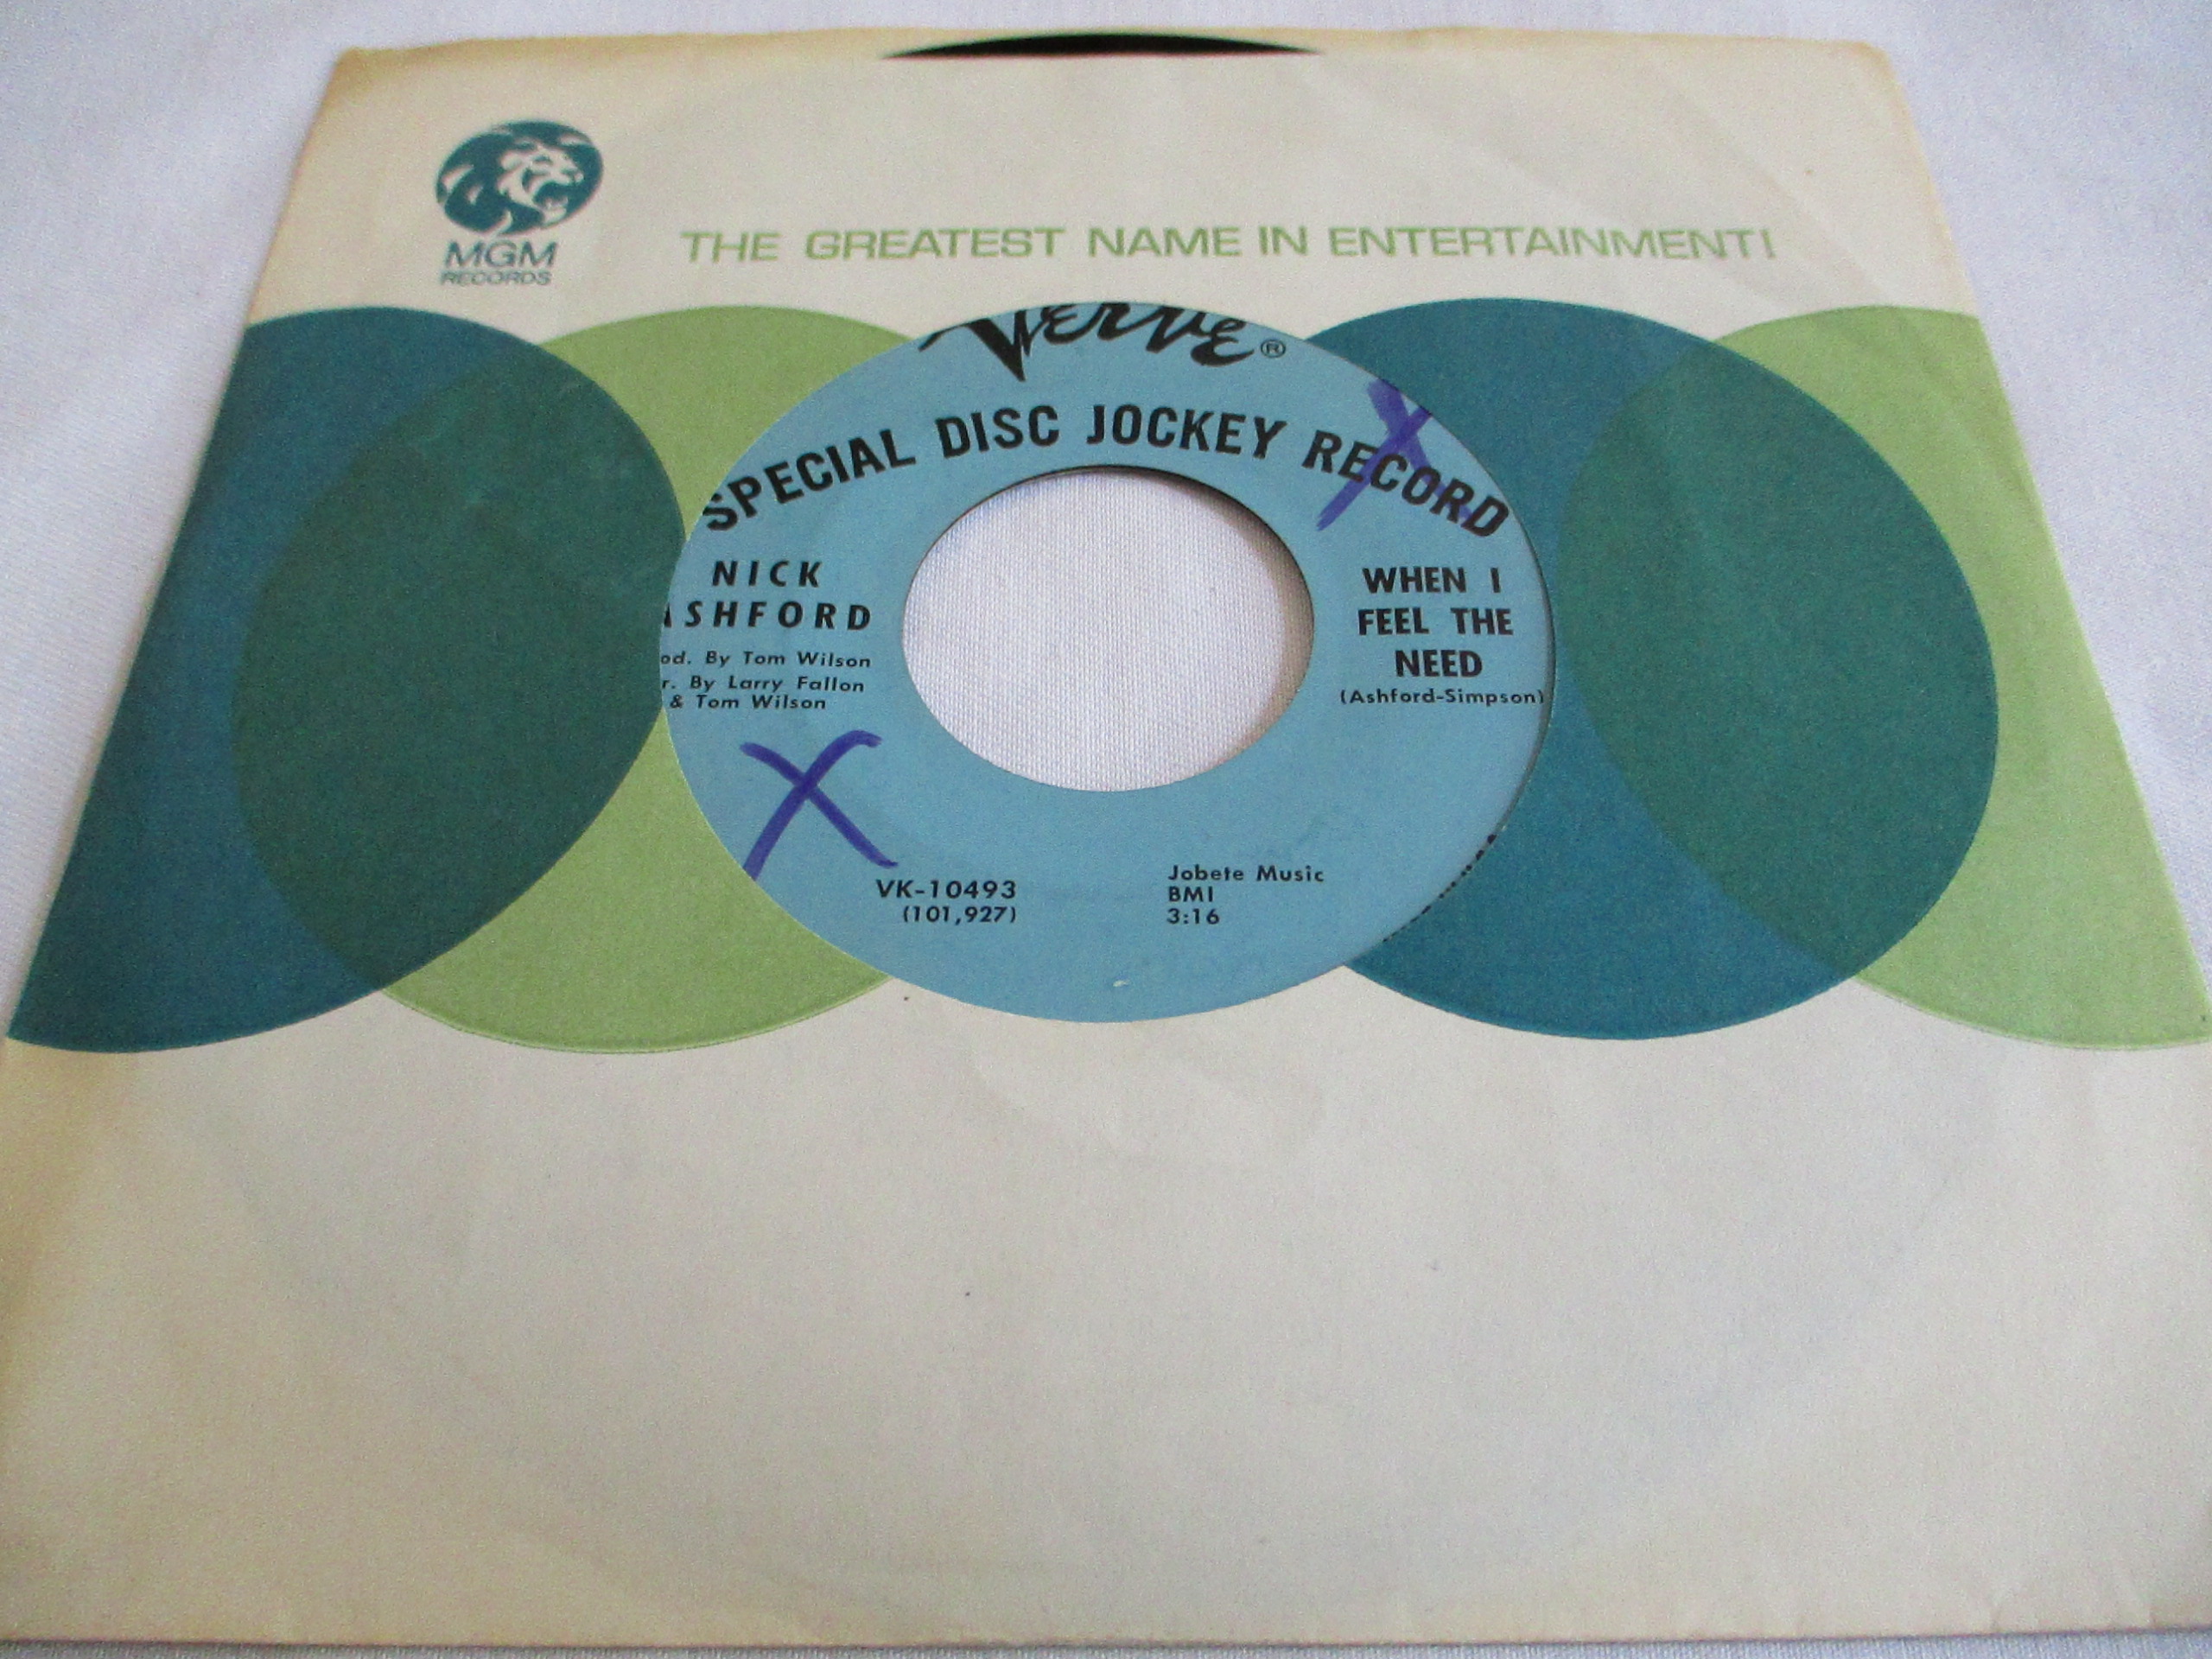 MGM
RECORDS
THE GREATEST NAME IN ENTERTAINMENT!
Verve®
SPECIAL DISC JOCKEY RECORD
NICK
ASHFORD
od. By Tom Wilson
r. By Larry Fallon
& Tom Wilson
WHEN I
FEEL THE
NEED
(Ashford-Simpson)
X
X
VK-10493
(101,927)
Jobete Music
BMI
3:16